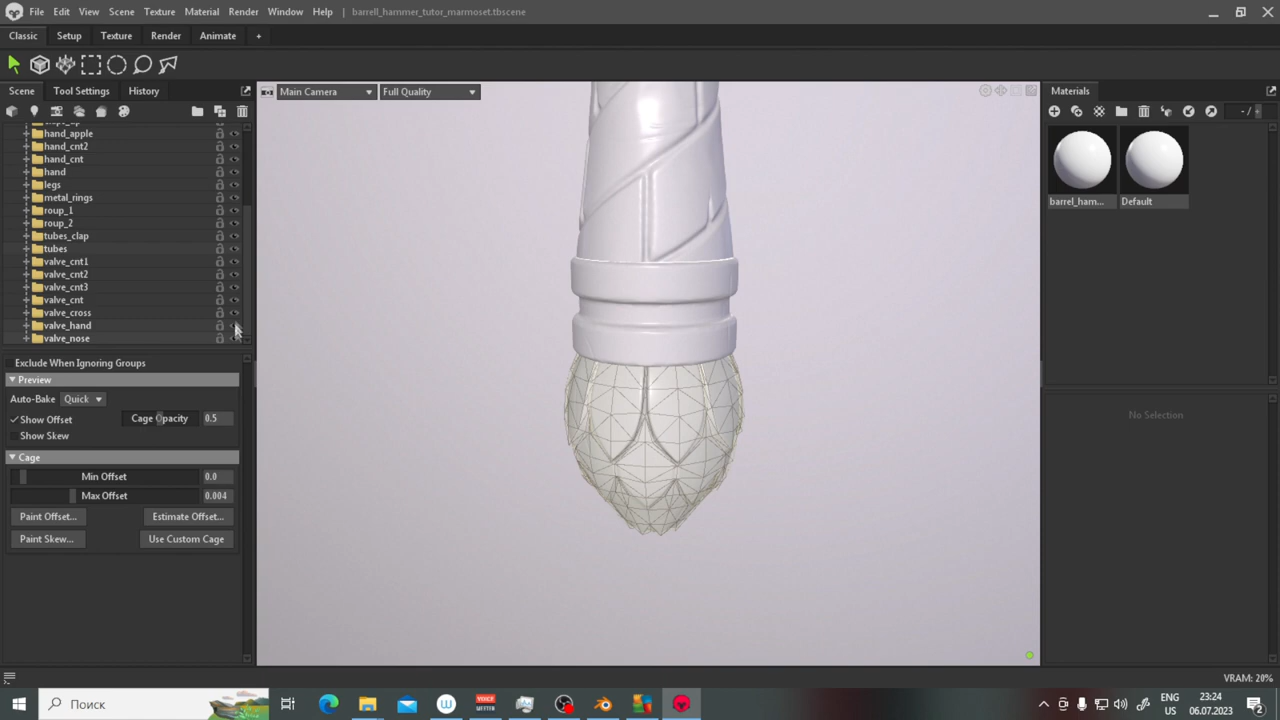 File Edit View Scene Texture Material Render Window Help barrell_hammer_tutor_marmoset.tbscene
Classic Setup Texture Render Animate +
Scene Tool Settings History
Main Camera Full Quality
Materials
- /
hand_apple
hand_cnt2
hand_cnt
hand
legs
metal_rings
roup_1
roup_2
tubes_clap
tubes
valve_cnt1
valve_cnt2
valve_cnt3
valve_cnt
valve_cross
valve_hand
valve_nose
barrel_ham... Default
Exclude When Ignoring Groups
Preview
Auto-Bake Quick
Show Offset Cage Opacity 0.5
Show Skew
Cage
Min Offset 0.0
Max Offset 0.004
Paint Offset... Estimate Offset...
Paint Skew... Use Custom Cage
No Selection
VRAM: 20%
Поиск
VOICE
W
ENG
US
23:24
06.07.2023
2